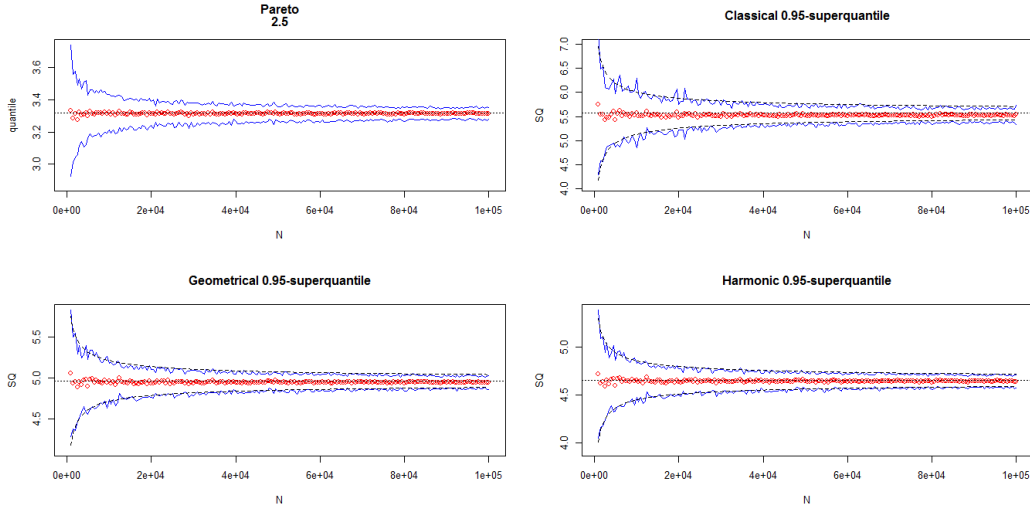 Pareto
2.5
quantile
3.0 3.2 3.4 3.6
0e+00 2e+04 4e+04 6e+04 8e+04 1e+05
N
Classical 0.95-superquantile
SQ
4.0 4.5 5.0 5.5 6.0 6.5 7.0
0e+00 2e+04 4e+04 6e+04 8e+04 1e+05
N
Geometrical 0.95-superquantile
SQ
4.5 5.0 5.5
0e+00 2e+04 4e+04 6e+04 8e+04 1e+05
N
Harmonic 0.95-superquantile
SQ
4.0 4.5 5.0
0e+00 2e+04 4e+04 6e+04 8e+04 1e+05
N